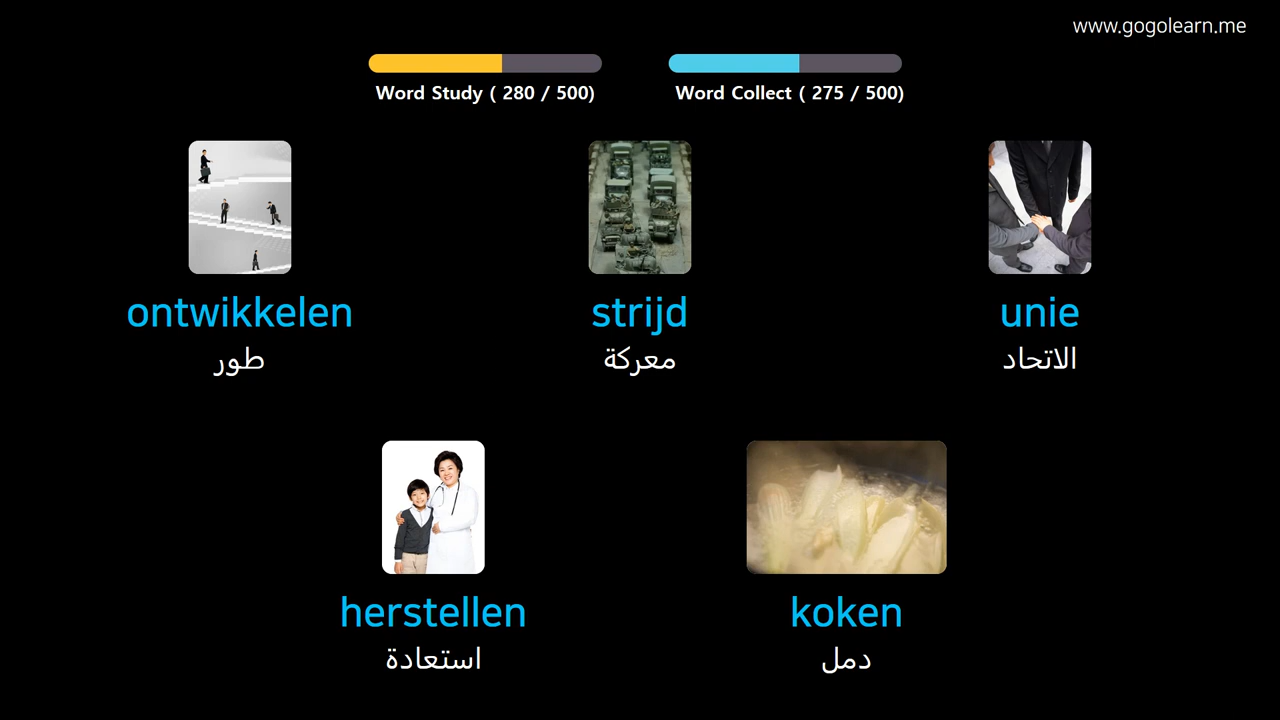 www.gogolearn.me
Word Study ( 280 / 500)
Word Collect ( 275 / 500)
ontwikkelen
طور
strijd
معركة
unie
الاتحاد
herstellen
استعادة
koken
دمل